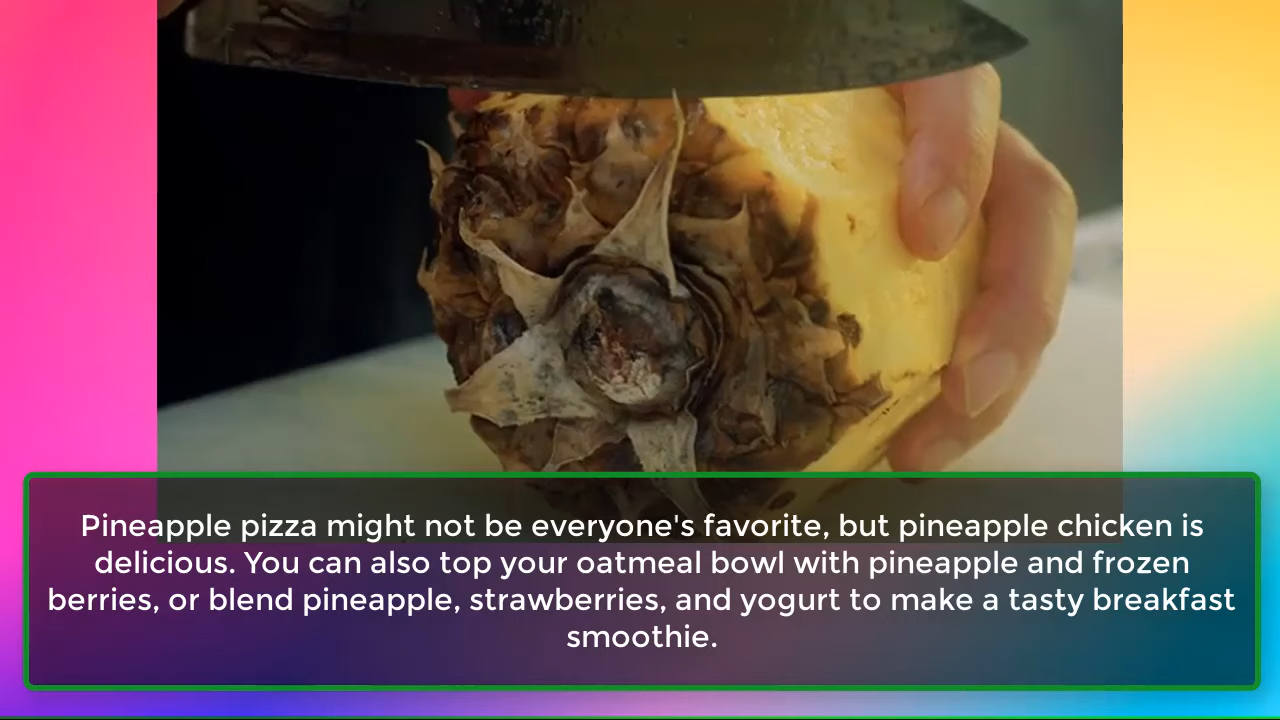 Pineapple pizza might not be everyone's favorite, but pineapple chicken is
delicious. You can also top your oatmeal bowl with pineapple and frozen
berries, or blend pineapple, strawberries, and yogurt to make a tasty breakfast
smoothie.